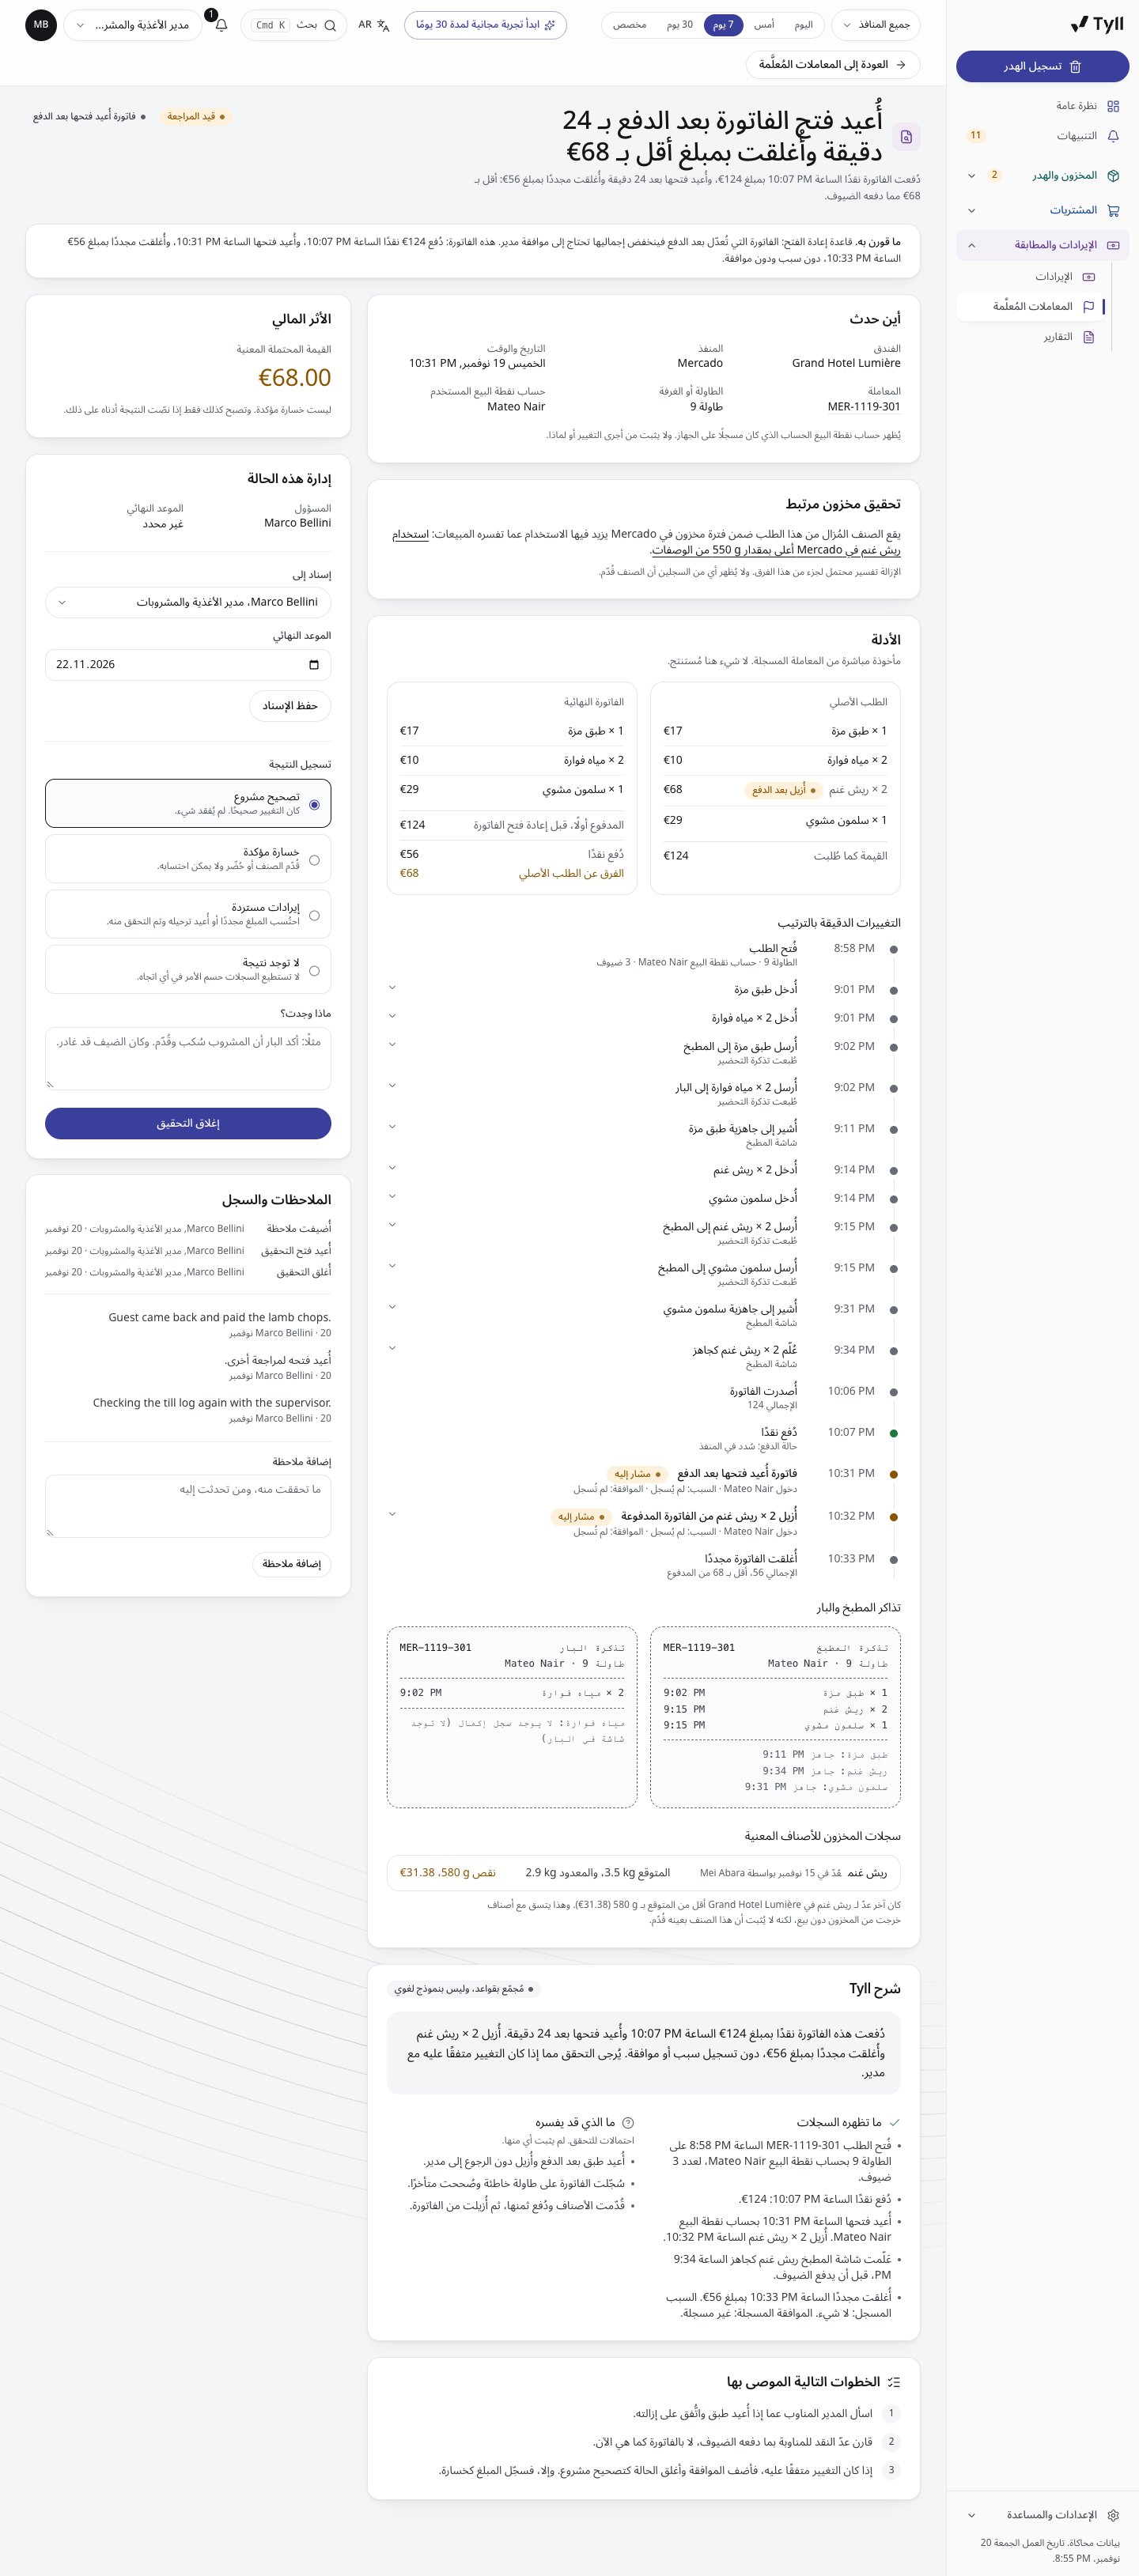 Tyll
تسجيل الهدر
نظرة عامة
التنبيهات
11
المخزون والهدر
2
المشتريات
الإيرادات والمطابقة
الإيرادات
المعاملات المُعلَّمة
التقارير
الإعدادات والمساعدة
بيانات محاكاة. تاريخ العمل الجمعة 20
نوفمبر، 8:55 PM.
جميع المنافذ
اليوم
أمس
7 يوم
30 يوم
مخصص
ابدأ تجربة مجانية لمدة 30 يومًا
AR
بحث
Cmd K
1
مدير الأغذية والمشر...
MB
العودة إلى المعاملات المُعلَّمة
أُعيد فتح الفاتورة بعد الدفع بـ 24
دقيقة وأُغلقت بمبلغ أقل بـ €68
قيد المراجعة
فاتورة أُعيد فتحها بعد الدفع
دُفعت الفاتورة نقدًا الساعة 10:07 PM بمبلغ €124، وأُعيد فتحها بعد 24 دقيقة وأُغلقت مجددًا بمبلغ €56: أقل بـ
€68 مما دفعه الضيوف.
ما قورن به. قاعدة إعادة الفتح: الفاتورة التي تُعدّل بعد الدفع فينخفض إجماليها تحتاج إلى موافقة مدير. هذه الفاتورة: دُفع €124 نقدًا الساعة 10:07 PM، وأُعيد فتحها الساعة 10:31 PM، وأُغلقت مجددًا بمبلغ €56
الساعة 10:33 PM، دون سبب ودون موافقة.
أين حدث
الفندق
Grand Hotel Lumière
المنفذ
Mercado
التاريخ والوقت
الخميس 19 نوفمبر, 10:31 PM
المعاملة
MER-1119-301
الطاولة أو الغرفة
طاولة 9
حساب نقطة البيع المستخدم
Mateo Nair
يُظهر حساب نقطة البيع الحساب الذي كان مسجلًا على الجهاز. ولا يثبت من أجرى التغيير أو لماذا.
تحقيق مخزون مرتبط
يقع الصنف المُزال من هذا الطلب ضمن فترة مخزون في Mercado يزيد فيها الاستخدام عما تفسره المبيعات: استخدام
ريش غنم في Mercado أعلى بمقدار 550 g من الوصفات.
الإزالة تفسير محتمل لجزء من هذا الفرق. ولا يُظهر أي من السجلين أن الصنف قُدّم.
الأدلة
مأخوذة مباشرة من المعاملة المسجلة. لا شيء هنا مُستنتج.
الطلب الأصلي
1 × طبق مزة
€17
2 × مياه فوارة
€10
2 × ريش غنم
أُزيل بعد الدفع
€68
1 × سلمون مشوي
€29
القيمة كما طُلبت
€124
الفاتورة النهائية
1 × طبق مزة
€17
2 × مياه فوارة
€10
1 × سلمون مشوي
€29
المدفوع أولًا، قبل إعادة فتح الفاتورة
€124
دُفع نقدًا
€56
الفرق عن الطلب الأصلي
€68
التغييرات الدقيقة بالترتيب
8:58 PM
فُتح الطلب
الطاولة 9 · حساب نقطة البيع Mateo Nair · 3 ضيوف
9:01 PM
أُدخل طبق مزة
9:01 PM
أُدخل 2 × مياه فوارة
9:02 PM
أُرسل طبق مزة إلى المطبخ
طُبعت تذكرة التحضير
9:02 PM
أُرسل 2 × مياه فوارة إلى البار
طُبعت تذكرة التحضير
9:11 PM
أُشير إلى جاهزية طبق مزة
شاشة المطبخ
9:14 PM
أُدخل 2 × ريش غنم
9:14 PM
أُدخل سلمون مشوي
9:15 PM
أُرسل 2 × ريش غنم إلى المطبخ
طُبعت تذكرة التحضير
9:15 PM
أُرسل سلمون مشوي إلى المطبخ
طُبعت تذكرة التحضير
9:31 PM
أُشير إلى جاهزية سلمون مشوي
شاشة المطبخ
9:34 PM
عُلّم 2 × ريش غنم كجاهز
شاشة المطبخ
10:06 PM
أُصدرت الفاتورة
الإجمالي 124
10:07 PM
دُفع نقدًا
حالة الدفع: سُدد في المنفذ
10:31 PM
فاتورة أُعيد فتحها بعد الدفع
مشار إليه
دخول Mateo Nair · السبب: لم يُسجل · الموافقة: لم تُسجل
10:32 PM
أُزيل 2 × ريش غنم من الفاتورة المدفوعة
مشار إليه
دخول Mateo Nair · السبب: لم يُسجل · الموافقة: لم تُسجل
10:33 PM
أُغلقت الفاتورة مجددًا
الإجمالي 56، أقل بـ 68 من المدفوع
تذاكر المطبخ والبار
تذكرة المطبخ
MER-1119-301
طاولة 9 · Mateo Nair
1 × طبق مزة
9:02 PM
2 × ريش غنم
9:15 PM
1 × سلمون مشوي
9:15 PM
طبق مزة: جاهز 9:11 PM
ريش غنم: جاهز 9:34 PM
سلمون مشوي: جاهز 9:31 PM
تذكرة البار
MER-1119-301
طاولة 9 · Mateo Nair
2 × مياه فوارة
9:02 PM
مياه فوارة: لا يوجد سجل إكمال (لا توجد
شاشة في البار)
سجلات المخزون للأصناف المعنية
ريش غنم
عُدّ في 15 نوفمبر بواسطة Mei Abara
المتوقع 3.5 kg، والمعدود 2.9 kg
نقص 580 g، €31.38
كان آخر عدّ لـ ريش غنم في Grand Hotel Lumière أقل من المتوقع بـ 580 g (€31.38). وهذا يتسق مع أصناف
خرجت من المخزون دون بيع، لكنه لا يُثبت أن هذا الصنف بعينه قُدّم.
شرح Tyll
مُجمّع بقواعد، وليس بنموذج لغوي
دُفعت هذه الفاتورة نقدًا بمبلغ €124 الساعة 10:07 PM وأُعيد فتحها بعد 24 دقيقة. أُزيل 2 × ريش غنم
وأُغلقت مجددًا بمبلغ €56، دون تسجيل سبب أو موافقة. يُرجى التحقق مما إذا كان التغيير متفقًا عليه مع
مدير.
ما تظهره السجلات
فُتح الطلب MER-1119-301 الساعة 8:58 PM على
الطاولة 9 بحساب نقطة البيع Mateo Nair، لعدد 3
ضيوف.
دُفع نقدًا الساعة 10:07 PM: €124.
أُعيد فتحها الساعة 10:31 PM بحساب نقطة البيع
Mateo Nair. أُزيل 2 × ريش غنم الساعة 10:32 PM.
عَلّمت شاشة المطبخ ريش غنم كجاهز الساعة 9:34
PM، قبل أن يدفع الضيوف.
أُغلقت مجددًا الساعة 10:33 PM بمبلغ €56. السبب
المسجل: لا شيء. الموافقة المسجلة: غير مسجلة.
ما الذي قد يفسره
احتمالات للتحقق. لم يثبت أي منها.
أُعيد طبق بعد الدفع وأُزيل دون الرجوع إلى مدير.
سُجّلت الفاتورة على طاولة خاطئة وصُححت متأخرًا.
قُدّمت الأصناف ودُفع ثمنها، ثم أُزيلت من الفاتورة.
الخطوات التالية الموصى بها
1
اسأل المدير المناوب عما إذا أُعيد طبق واتُّفق على إزالته.
2
قارن عدّ النقد للمناوبة بما دفعه الضيوف، لا بالفاتورة كما هي الآن.
3
إذا كان التغيير متفقًا عليه، فأضف الموافقة وأغلق الحالة كتصحيح مشروع. وإلا، فسجّل المبلغ كخسارة.
الأثر المالي
القيمة المحتملة المعنية
€68.00
ليست خسارة مؤكدة. وتصبح كذلك فقط إذا نصّت النتيجة أدناه على ذلك.
إدارة هذه الحالة
المسؤول
Marco Bellini
الموعد النهائي
غير محدد
إسناد إلى
Marco Bellini، مدير الأغذية والمشروبات
الموعد النهائي
22.11.2026
حفظ الإسناد
تسجيل النتيجة
تصحيح مشروع
كان التغيير صحيحًا. لم يُفقد شيء.
خسارة مؤكدة
قُدّم الصنف أو حُضّر ولا يمكن احتسابه.
إيرادات مستردة
احتُسب المبلغ مجددًا أو أُعيد ترحيله وتم التحقق منه.
لا توجد نتيجة
لا تستطيع السجلات حسم الأمر في أي اتجاه.
ماذا وجدت؟
مثلًا: أكد البار أن المشروب سُكب وقُدّم. وكان الضيف قد غادر.
إغلاق التحقيق
الملاحظات والسجل
أُضيفت ملاحظة
Marco Bellini, مدير الأغذية والمشروبات · 20 نوفمبر
أُعيد فتح التحقيق
Marco Bellini, مدير الأغذية والمشروبات · 20 نوفمبر
أُغلق التحقيق
Marco Bellini, مدير الأغذية والمشروبات · 20 نوفمبر
Guest came back and paid the lamb chops.
Marco Bellini · 20 نوفمبر
أُعيد فتحه لمراجعة أخرى.
Marco Bellini · 20 نوفمبر
Checking the till log again with the supervisor.
Marco Bellini · 20 نوفمبر
إضافة ملاحظة
ما تحققت منه، ومن تحدثت إليه
إضافة ملاحظة